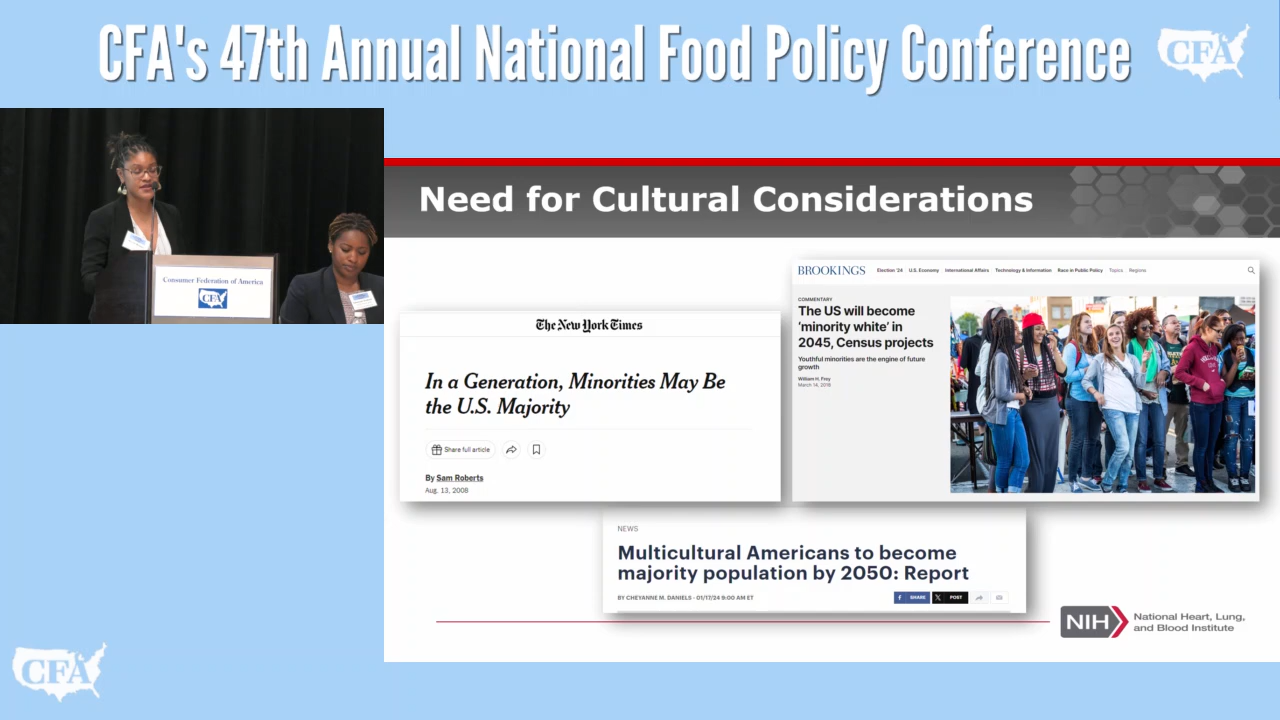 CFA's 47th Annual National Food Policy Conference
CFA
Consumer Federation of America
CFA
Need for Cultural Considerations
The New York Times
In a Generation, Minorities May Be
the U.S. Majority
Share full article
By Sam Roberts
Aug. 13, 2008
BROOKINGS
Election '24 U.S. Economy International Affairs Technology & Information Race in Public Policy Topics Regions
COMMENTARY
The US will become
'minority white' in
2045, Census projects
Youthful minorities are the engine of future
growth
William H. Frey
March 14, 2018
NEWS
Multicultural Americans to become
majority population by 2050: Report
BY CHEYANNE M. DANIELS - 01/17/24 9:00 AM ET
SHARE
POST
NIH
National Heart, Lung,
and Blood Institute
CFA